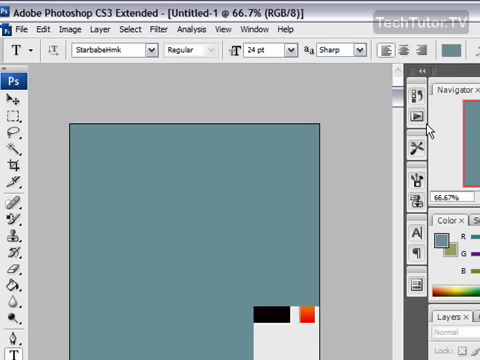 Adobe Photoshop CS3 Extended - [Untitled-1 @ 66.7% (RGB/8)]
TechTutor.TV
File Edit Image Layer Select Filter Analysis View Window Help
T T StarbabeHmk Regular T 24 pt aa Sharp
Ps
Navigator ×
66.67%
Color ×
R
G
B
A
Layers ×
Normal
Lock:
T